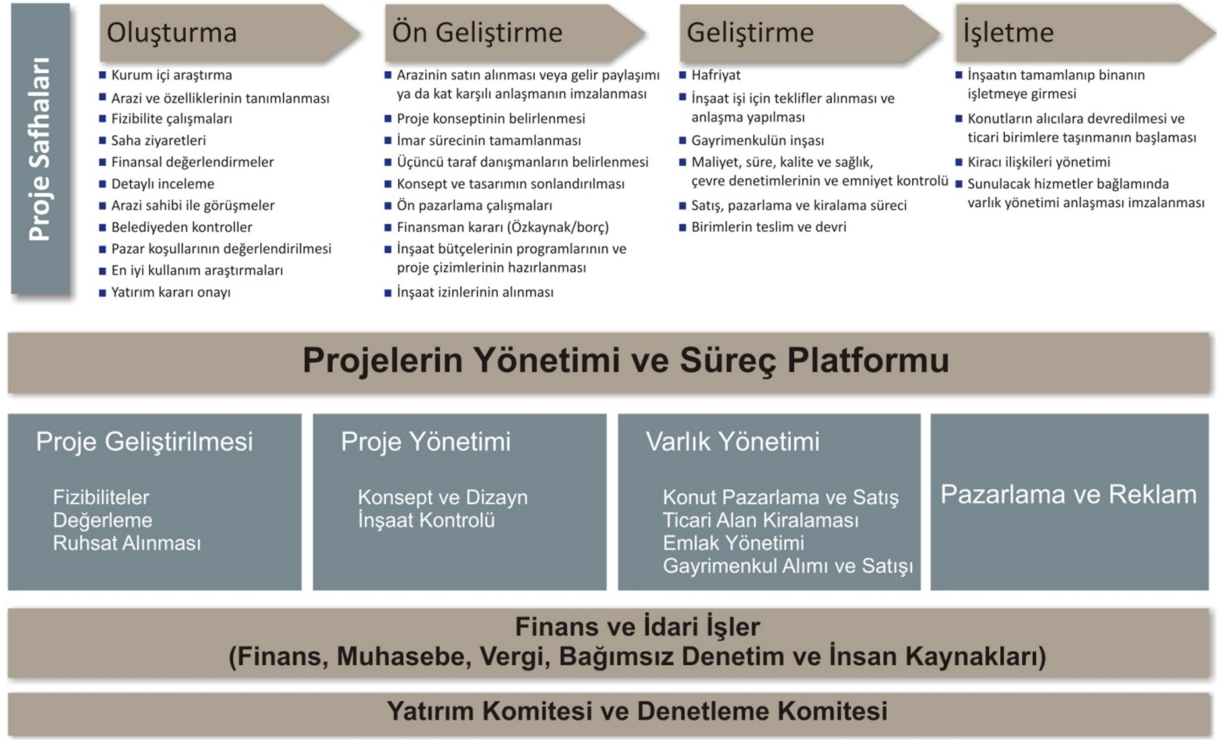 Proje Safhaları
Oluşturma
■ Kurum içi araştırma
■ Arazi ve özelliklerinin tanımlanması
■ Fizibilite çalışmaları
■ Saha ziyaretleri
■ Finansal değerlendirmeler
■ Detaylı inceleme
■ Arazi sahibi ile görüşmeler
■ Belediyeden kontroller
■ Pazar koşullarının değerlendirilmesi
■ En iyi kullanım araştırmaları
■ Yatırım kararı onayı
Ön Geliştirme
■ Arazinin satın alınması veya gelir paylaşımı
ya da kat karşılı anlaşmanın imzalanması
■ Proje konseptinin belirlenmesi
■ İmar sürecinin tamamlanması
■ Üçüncü taraf danışmanların belirlenmesi
■ Konsept ve tasarımın sonlandırılması
■ Ön pazarlama çalışmaları
■ Finansman kararı (Özkaynak/borç)
■ İnşaat bütçelerinin programlarının ve
proje çizimlerinin hazırlanması
■ İnşaat izinlerinin alınması
Geliştirme
■ Hafriyat
■ İnşaat işi için teklifler alınması ve
anlaşma yapılması
■ Gayrimenkulün inşası
■ Maliyet, süre, kalite ve sağlık,
çevre denetimlerinin ve emniyet kontrolü
■ Satış, pazarlama ve kiralama süreci
■ Birimlerin teslim ve devri
İşletme
■ İnşaatın tamamlanıp binanın
işletmeye girmesi
■ Konutların alıcılara devredilmesi ve
ticari birimlere taşınmanın başlaması
■ Kiracı ilişkileri yönetimi
■ Sunulacak hizmetler bağlamında
varlık yönetimi anlaşması imzalanması
Projelerin Yönetimi ve Süreç Platformu
Proje Geliştirilmesi
Fizibiliteler
Değerleme
Ruhsat Alınması
Proje Yönetimi
Konsept ve Dizayn
İnşaat Kontrolü
Varlık Yönetimi
Konut Pazarlama ve Satış
Ticari Alan Kiralaması
Emlak Yönetimi
Gayrimenkul Alımı ve Satışı
Pazarlama ve Reklam
Finans ve İdari İşler
(Finans, Muhasebe, Vergi, Bağımsız Denetim ve İnsan Kaynakları)
Yatırım Komitesi ve Denetleme Komitesi